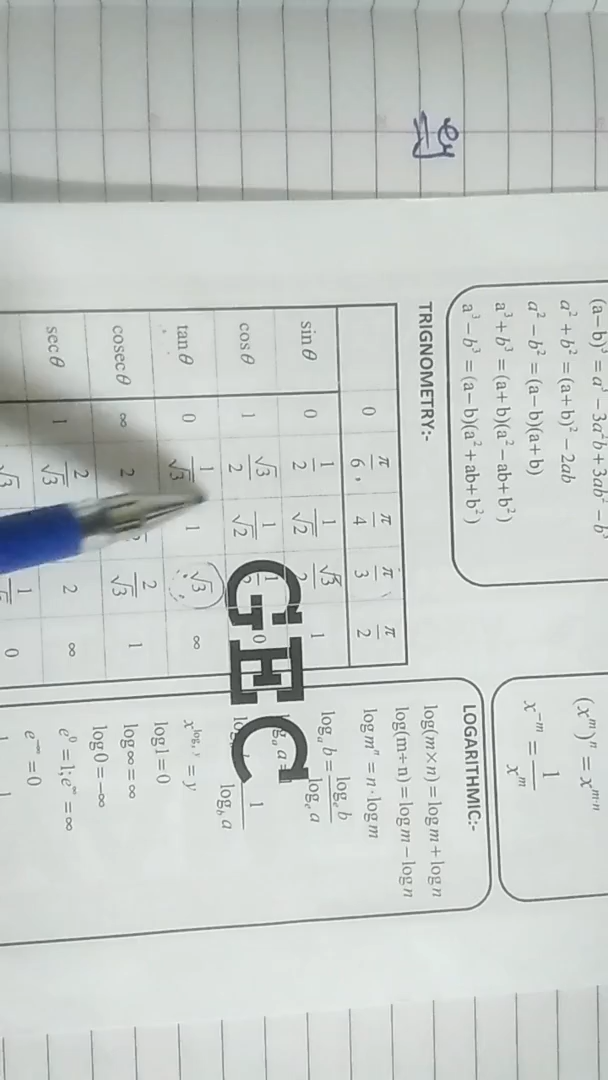 (a−b)³ = a³ − 3a²b + 3ab² − b³
a² + b² = (a+b)² − 2ab
a² − b² = (a−b)(a+b)
a³ + b³ = (a+b)(a² − ab + b²)
a³ − b³ = (a−b)(a² + ab + b²)
(xᵐ)ⁿ = xᵐ·ⁿ
x⁻ᵐ = 1/xᵐ
TRIGNOMETRY:-
0 π/6 π/4 π/3 π/2
sin θ 0 1/2 1/√2 √3/2 1
cos θ 1 √3/2 1/√2 1/2 0
tan θ 0 1/√3 1 √3 ∞
cosec θ ∞ 2 2/√3 1
sec θ 1 2/√3 2 ∞
√3 0
LOGARITHMIC:-
log(m×n) = log m + log n
log(m÷n) = log m − log n
log mⁿ = n·log m
logₐ b = logₑ b / logₑ a
1 / log_b a
log 1 = 0
log ∞ = ∞
log 0 = −∞
e⁰ = 1; e^∞ = ∞
e^−∞ = 0
GEC